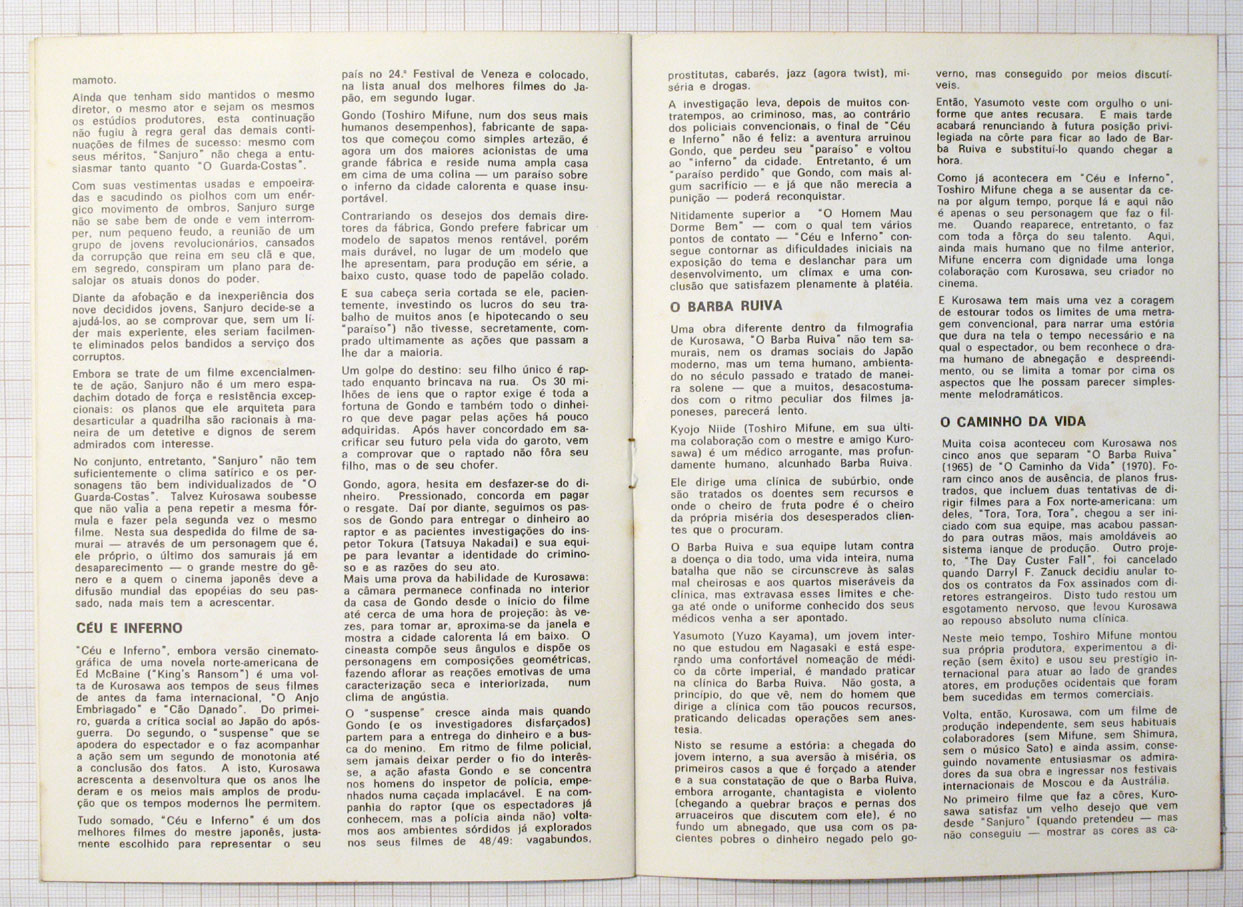 mamoto.
Ainda que tenham sido mantidos o mesmo
diretor, o mesmo ator e sejam os mesmos
os estúdios produtores, esta continuação
não fugiu à regra geral das demais conti-
nuações de filmes de sucesso: mesmo com
seus méritos, "Sanjuro" não chega a entu-
siasmar tanto quanto "O Guarda-Costas".
Com suas vestimentas usadas e empoeira-
das e sacudindo os piolhos com um enér-
gico movimento de ombros, Sanjuro surge
não se sabe bem de onde e vem interrom-
per, num pequeno feudo, a reunião de um
grupo de jovens revolucionários, cansados
da corrupção que reina em seu clã e que,
em segredo, conspiram um plano para de-
salojar os atuais donos do poder.
Diante da afobação e da inexperiência dos
nove decididos jovens, Sanjuro decide-se a
ajudá-los, ao se comprovar que, sem um lí-
der mais experiente, eles seriam facilmen-
te eliminados pelos bandidos a serviço dos
corruptos.
Embora se trate de um filme excencialmen-
te de ação, Sanjuro não é um mero espa-
dachim dotado de força e resistência excep-
cionais: os planos que ele arquiteta para
desarticular a quadrilha são racionais à ma-
neira de um detetive e dignos de serem
admirados com interesse.
No conjunto, entretanto, "Sanjuro" não tem
suficientemente o clima satírico e os per-
sonagens tão bem individualizados de "O
Guarda-Costas". Talvez Kurosawa soubesse
que não valia a pena repetir a mesma fór-
mula e fazer pela segunda vez o mesmo
filme. Nesta sua despedida do filme de sa-
murai — através de um personagem que é,
ele próprio, o último dos samurais já em
desaparecimento — o grande mestre do gê-
nero e a quem o cinema japonês deve a
difusão mundial das epopéias do seu pas-
sado, nada mais tem a acrescentar.
CÉU E INFERNO
"Céu e Inferno", embora versão cinemato-
gráfica de uma novela norte-americana de
Ed McBaine ("King's Ransom") é uma vol-
ta de Kurosawa aos tempos de seus filmes
de antes da fama internacional, "O Anjo
Embriagado" e "Cão Danado". Do primei-
ro, guarda a crítica social ao Japão do após-
guerra. Do segundo, o "suspense" que se
apodera do espectador e o faz acompanhar
a ação sem um segundo de monotonia até
a conclusão dos fatos. A isto, Kurosawa
acrescenta a desenvoltura que os anos lhe
deram e os meios mais amplos de produ-
ção que os tempos modernos lhe permitem.
Tudo somado, "Céu e Inferno" é um dos
melhores filmes do mestre japonês, justa-
mente escolhido para representar o seu
país no 24.° Festival de Veneza e colocado,
na lista anual dos melhores filmes do Ja-
pão, em segundo lugar.
Gondo (Toshiro Mifune, num dos seus mais
humanos desempenhos), fabricante de sapa-
tos que começou como simples artezão, é
agora um dos maiores acionistas de uma
grande fábrica e reside numa ampla casa
em cima de uma colina — um paraíso sobre
o inferno da cidade calorenta e quase insu-
portável.
Contrariando os desejos dos demais dire-
tores da fábrica, Gondo prefere fabricar um
modelo de sapatos menos rentável, porém
mais durável, no lugar de um modelo que
lhe apresentam, para produção em série, a
baixo custo, quase todo de papelão colado.
E sua cabeça seria cortada se ele, pacien-
temente, investindo os lucros do seu tra-
balho de muitos anos (e hipotecando o seu
"paraíso") não tivesse, secretamente, com-
prado ultimamente as ações que passam a
lhe dar a maioria.
Um golpe do destino: seu filho único é rap-
tado enquanto brincava na rua. Os 30 mi-
lhões de iens que o raptor exige é toda a
fortuna de Gondo e também todo o dinhei-
ro que deve pagar pelas ações há pouco
adquiridas. Após haver concordado em sa-
crificar seu futuro pela vida do garoto, vem
a comprovar que o raptado não fôra seu
filho, mas o de seu chofer.
Gondo, agora, hesita em desfazer-se do di-
nheiro. Pressionado, concorda em pagar
o resgate. Daí por diante, seguimos os pas-
sos de Gondo para entregar o dinheiro ao
raptor e as pacientes investigações do ins-
petor Tokura (Tatsuya Nakadai) e sua equi-
pe para levantar a identidade do crimino-
so e as razões do seu ato.
Mais uma prova da habilidade de Kurosawa:
a câmara permanece confinada no interior
da casa de Gondo desde o início do filme
até cerca de uma hora de projeção: às ve-
zes, para tomar ar, aproxima-se da janela e
mostra a cidade calorenta lá em baixo. O
cineasta compõe seus ângulos e dispõe os
personagens em composições geométricas,
fazendo aflorar as reações emotivas de uma
caracterização seca e interiorizada, num
clima de angústia.
O "suspense" cresce ainda mais quando
Gondo (e os investigadores disfarçados)
partem para a entrega do dinheiro e a bus-
ca do menino. Em ritmo de filme policial,
sem jamais deixar perder o fio do interês-
se, a ação afasta Gondo e se concentra
nos homens do inspetor de polícia, empe-
nhados numa caçada implacável. E na com-
panhia do raptor (que os espectadores já
conhecem, mas a polícia ainda não) volta-
mos aos ambientes sórdidos já explorados
nos seus filmes de 48/49: vagabundos,
prostitutas, cabarés, jazz (agora twist), mi-
séria e drogas.
A investigação leva, depois de muitos con-
tratempos, ao criminoso, mas, ao contrário
dos policiais convencionais, o final de "Céu
e Inferno" não é feliz: a aventura arruinou
Gondo, que perdeu seu "paraíso" e voltou
ao "inferno" da cidade. Entretanto, é um
"paraíso perdido" que Gondo, com mais al-
gum sacrifício — e já que não merecia a
punição — poderá reconquistar.
Nitidamente superior a "O Homem Mau
Dorme Bem" — com o qual tem vários
pontos de contato — "Céu e Inferno" con-
segue contornar as dificuldades iniciais na
exposição do tema e deslanchar para um
desenvolvimento, um clímax e uma con-
clusão que satisfazem plenamente à platéia.
O BARBA RUIVA
Uma obra diferente dentro da filmografia
de Kurosawa, "O Barba Ruiva" não tem sa-
murais, nem os dramas sociais do Japão
moderno, mas um tema humano, ambienta-
do no século passado e tratado de manei-
ra solene — que a muitos, desacostuma-
dos com o ritmo peculiar dos filmes ja-
poneses, parecerá lento.
Kyojo Niide (Toshiro Mifune, em sua últi-
ma colaboração com o mestre e amigo Kuro-
sawa) é um médico arrogante, mas profun-
damente humano, alcunhado Barba Ruiva.
Ele dirige uma clínica de subúrbio, onde
são tratados os doentes sem recursos e
onde o cheiro de fruta podre é o cheiro
da própria miséria dos desesperados clien-
tes que o procuram.
O Barba Ruiva e sua equipe lutam contra
a doença o dia todo, uma vida inteira, numa
batalha que não se circunscreve às salas
mal cheirosas e aos quartos miseráveis da
clínica, mas extravasa esses limites e che-
ga até onde o uniforme conhecido dos seus
médicos venha a ser apontado.
Yasumoto (Yuzo Kayama), um jovem inter-
no que estudou em Nagasaki e está espe-
rando uma confortável nomeação de médi-
co da côrte imperial, é mandado praticar
na clínica do Barba Ruiva. Não gosta, a
princípio, do que vê, nem do homem que
dirige a clínica com tão poucos recursos,
praticando delicadas operações sem anes-
tesia.
Nisto se resume a estória: a chegada do
jovem interno, a sua aversão à miséria, os
primeiros casos a que é forçado a atender
e a sua constatação de que o Barba Ruiva,
embora arrogante, chantagista e violento
(chegando a quebrar braços e pernas dos
arruaceiros que discutem com ele), é no
fundo um abnegado, que usa com os pa-
cientes pobres o dinheiro negado pelo go-
verno, mas conseguido por meios discutí-
veis.
Então, Yasumoto veste com orgulho o uni-
forme que antes recusara. E mais tarde
acabará renunciando à futura posição privi-
legiada na côrte para ficar ao lado de Bar-
ba Ruiva e substituí-lo quando chegar a
hora.
Como já acontecera em "Céu e Inferno",
Toshiro Mifune chega a se ausentar da ce-
na por algum tempo, porque lá e aqui não
é apenas o seu personagem que faz o fil-
me. Quando reaparece, entretanto, o faz
com toda a fôrça do seu talento. Aqui,
ainda mais humano que no filme anterior,
Mifune encerra com dignidade uma longa
colaboração com Kurosawa, seu criador no
cinema.
E Kurosawa tem mais uma vez a coragem
de estourar todos os limites de uma metra-
gem convencional, para narrar uma estória
que dura na tela o tempo necessário e na
qual o espectador, ou bem reconhece o dra-
ma humano de abnegação e despreendi-
mento, ou se limita a tomar por cima os
aspectos que lhe possam parecer simples-
mente melodramáticos.
O CAMINHO DA VIDA
Muita coisa aconteceu com Kurosawa nos
cinco anos que separam "O Barba Ruiva"
(1965) de "O Caminho da Vida" (1970). Fo-
ram cinco anos de ausência, de planos frus-
trados, que incluem duas tentativas de di-
rigir filmes para a Fox norte-americana: um
deles, "Tora, Tora, Tora", chegou a ser ini-
ciado com sua equipe, mas acabou passan-
do para outras mãos, mais amoldáveis ao
sistema ianque de produção. Outro proje-
to, "The Day Custer Fall", foi cancelado
quando Darryl F. Zanuck decidiu anular to-
dos os contratos da Fox assinados com di-
retores estrangeiros. Disto tudo restou um
esgotamento nervoso, que levou Kurosawa
ao repouso absoluto numa clínica.
Neste meio tempo, Toshiro Mifune montou
sua própria produtora, experimentou a di-
reção (sem êxito) e usou seu prestígio in-
ternacional para atuar ao lado de grandes
atores, em produções ocidentais que foram
bem sucedidas em termos comerciais.
Volta, então, Kurosawa, com um filme de
produção independente, sem seus habituais
colaboradores (sem Mifune, sem Shimura,
sem o músico Sato) e ainda assim, conse-
guindo novamente entusiasmar os admira-
dores da sua obra e ingressar nos festivais
internacionais de Moscou e da Austrália.
No primeiro filme que faz a côres, Kuro-
sawa satisfaz um velho desejo que vem
desde "Sanjuro" (quando pretendeu — mas
não conseguiu — mostrar as cores as ca-